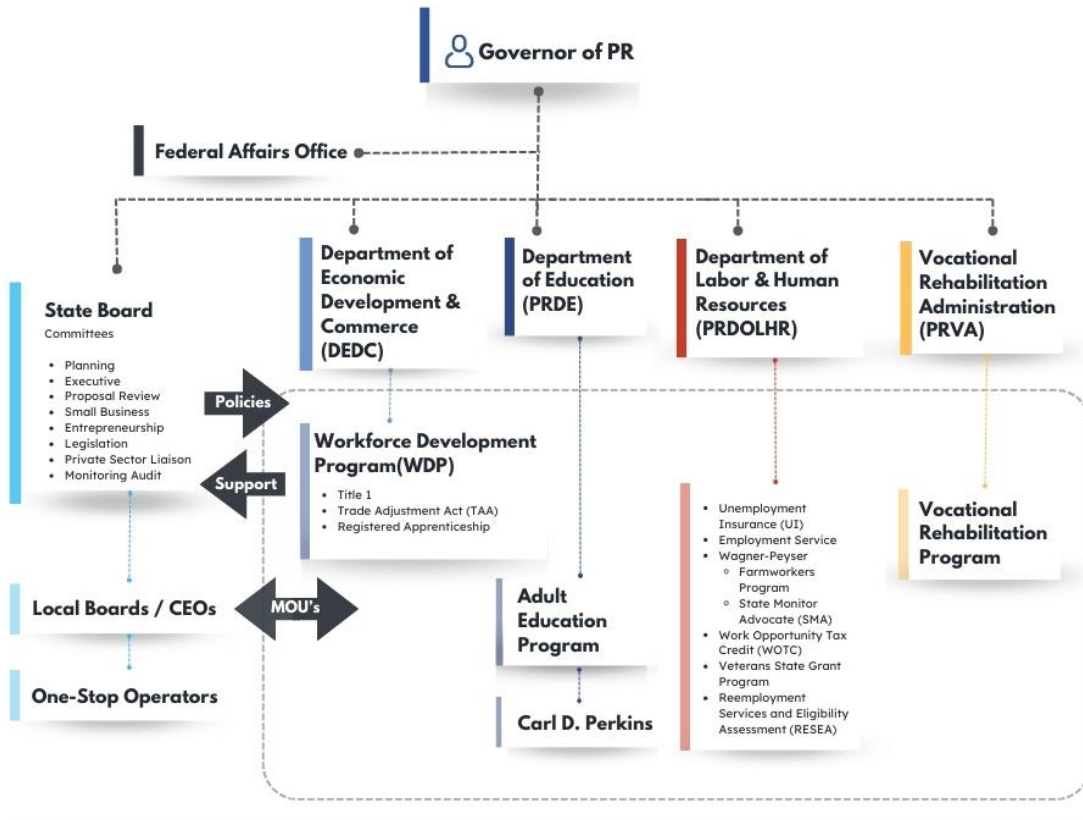 Governor of PR
Federal Affairs Office
State Board
Committees
Planning
Executive
Proposal Review
Small Business
Entrepreneurship
Legislation
Private Sector Liaison
Monitoring Audit
Local Boards / CEOs
One-Stop Operators
Policies
Support
MOU's
Department of
Economic
Development &
Commerce
(DEDC)
Workforce Development
Program(WDP)
Title 1
Trade Adjustment Act (TAA)
Registered Apprenticeship
Department
of Education
(PRDE)
Adult
Education
Program
Carl D. Perkins
Department of
Labor & Human
Resources
(PRDOLHR)
Unemployment
Insurance (UI)
Employment Service
Wagner-Peyser
Farmworkers
Program
State Monitor
Advocate (SMA)
Work Opportunity Tax
Credit (WOTC)
Veterans State Grant
Program
Reemployment
Services and Eligibility
Assessment (RESEA)
Vocational
Rehabilitation
Administration
(PRVA)
Vocational
Rehabilitation
Program